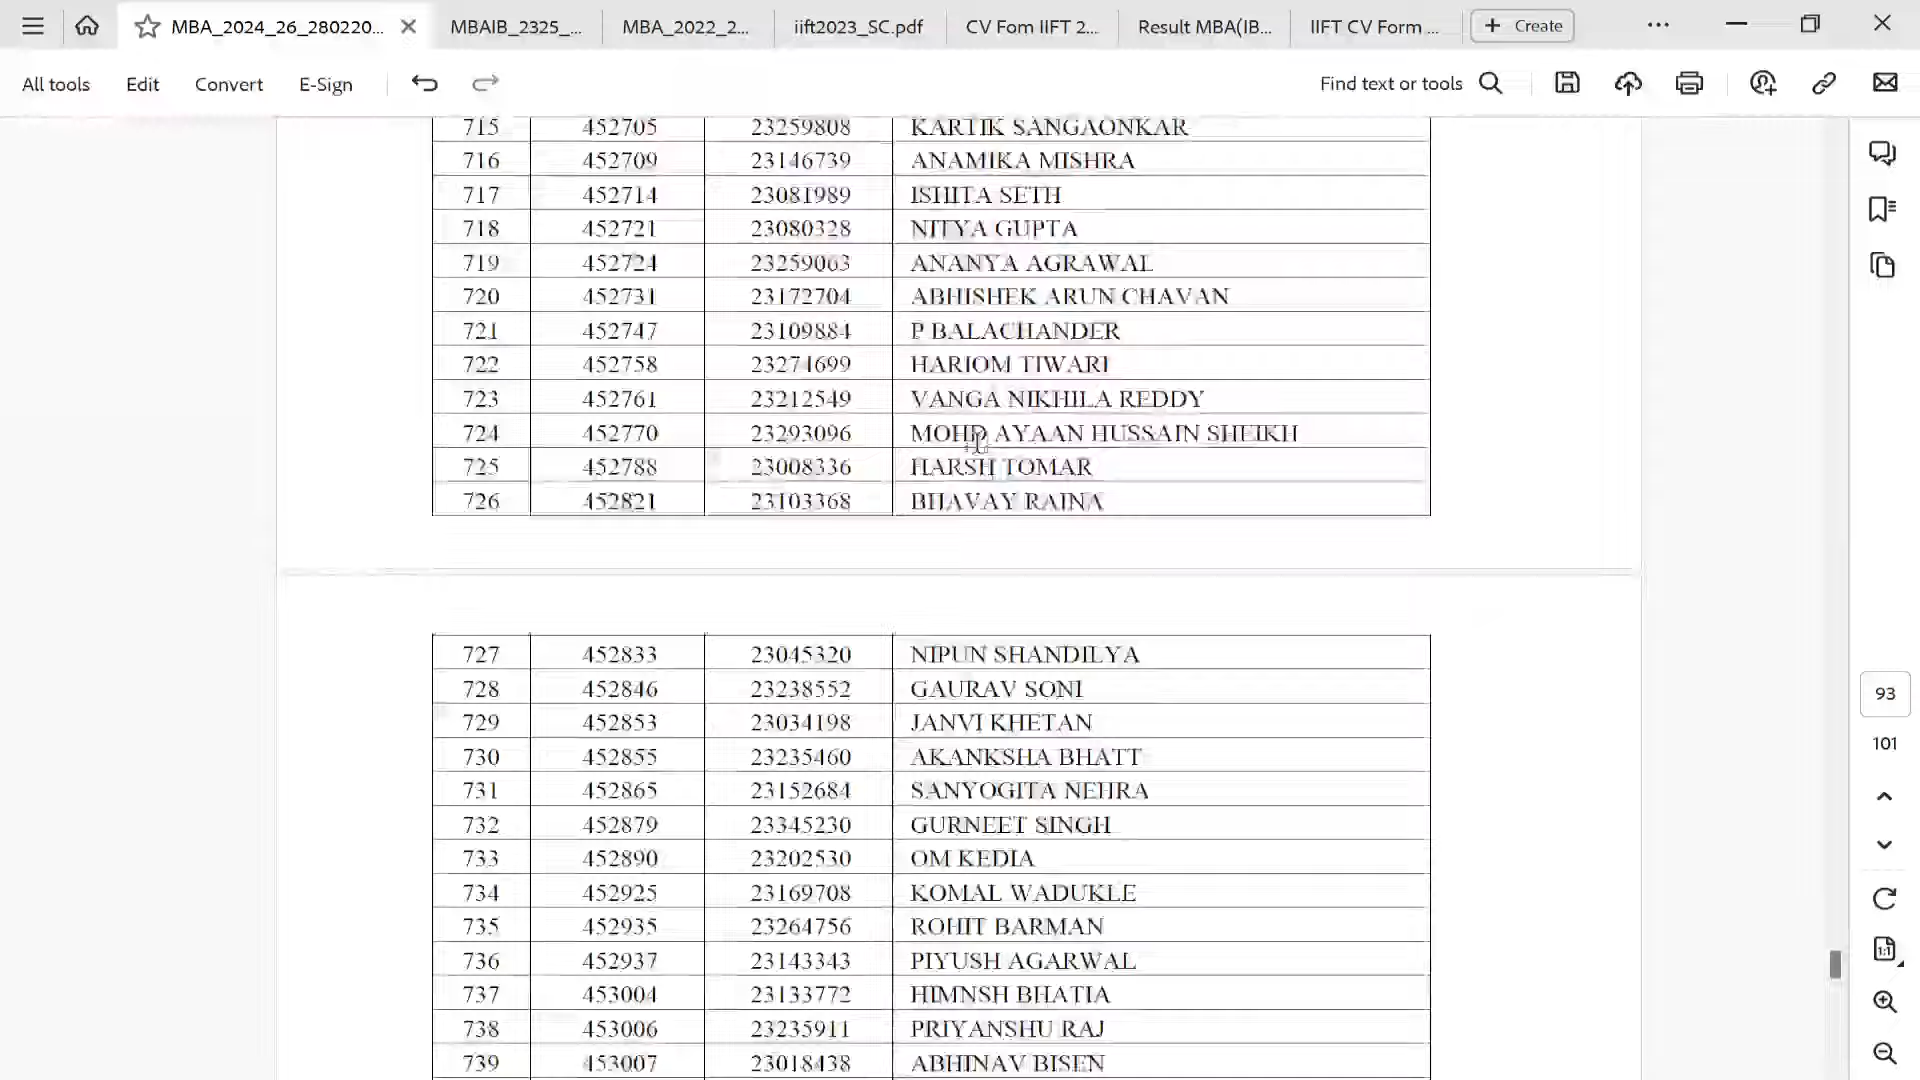 MBA_2024_26_280220...
MBAIB_2325_...
MBA_2022_2...
iift2023_SC.pdf
CV Fom IIFT 2...
Result MBA(IB...
IIFT CV Form ...
+ Create
All tools
Edit
Convert
E-Sign
Find text or tools
715 452705 23259808 KARTIK SANGAONKAR
716 452709 23146739 ANAMIKA MISHRA
717 452714 23081989 ISHITA SETH
718 452721 23080328 NITYA GUPTA
719 452724 23259063 ANANYA AGRAWAL
720 452731 23172704 ABHISHEK ARUN CHAVAN
721 452747 23109884 P BALACHANDER
722 452758 23274699 HARIOM TIWARI
723 452761 23212549 VANGA NIKHILA REDDY
724 452770 23293096 MOHD AYAAN HUSSAIN SHEIKH
725 452788 23008336 HARSH TOMAR
726 452821 23103368 BHAVAY RAINA
727 452833 23045320 NIPUN SHANDILYA
728 452846 23238552 GAURAV SONI
729 452853 23034198 JANVI KHETAN
730 452855 23235460 AKANKSHA BHATT
731 452865 23152684 SANYOGITA NEHRA
732 452879 23345230 GURNEET SINGH
733 452890 23202530 OM KEDIA
734 452925 23169708 KOMAL WADUKLE
735 452935 23264756 ROHIT BARMAN
736 452937 23143343 PIYUSH AGARWAL
737 453004 23133772 HIMNSH BHATIA
738 453006 23235911 PRIYANSHU RAJ
739 453007 23018438 ABHINAV BISEN
93
101
1:1